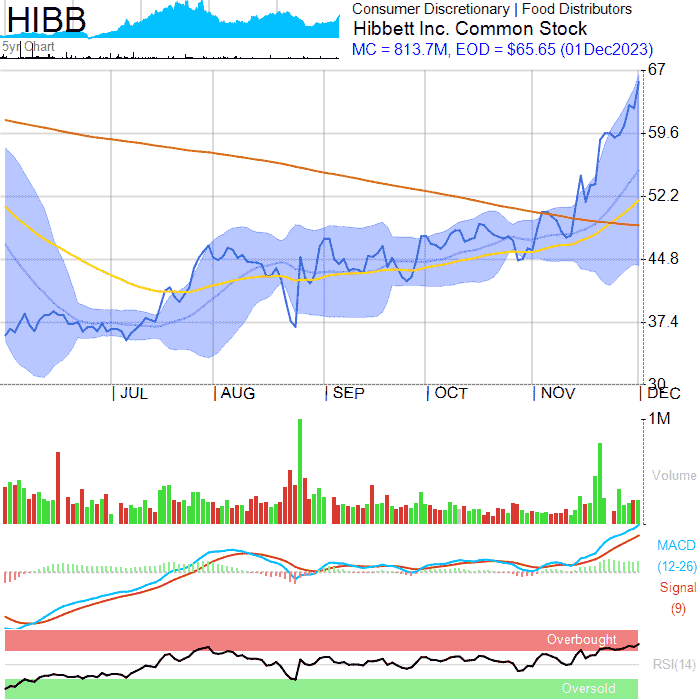 HIBB
5yr Chart
Consumer Discretionary | Food Distributors
Hibbett Inc. Common Stock
MC = 813.7M, EOD = $65.65 (01Dec2023)
67
59.6
52.2
44.8
37.4
30
JUL
AUG
SEP
OCT
NOV
DEC
1M
Volume
MACD
(12-26)
Signal
(9)
Overbought
RSI(14)
Oversold